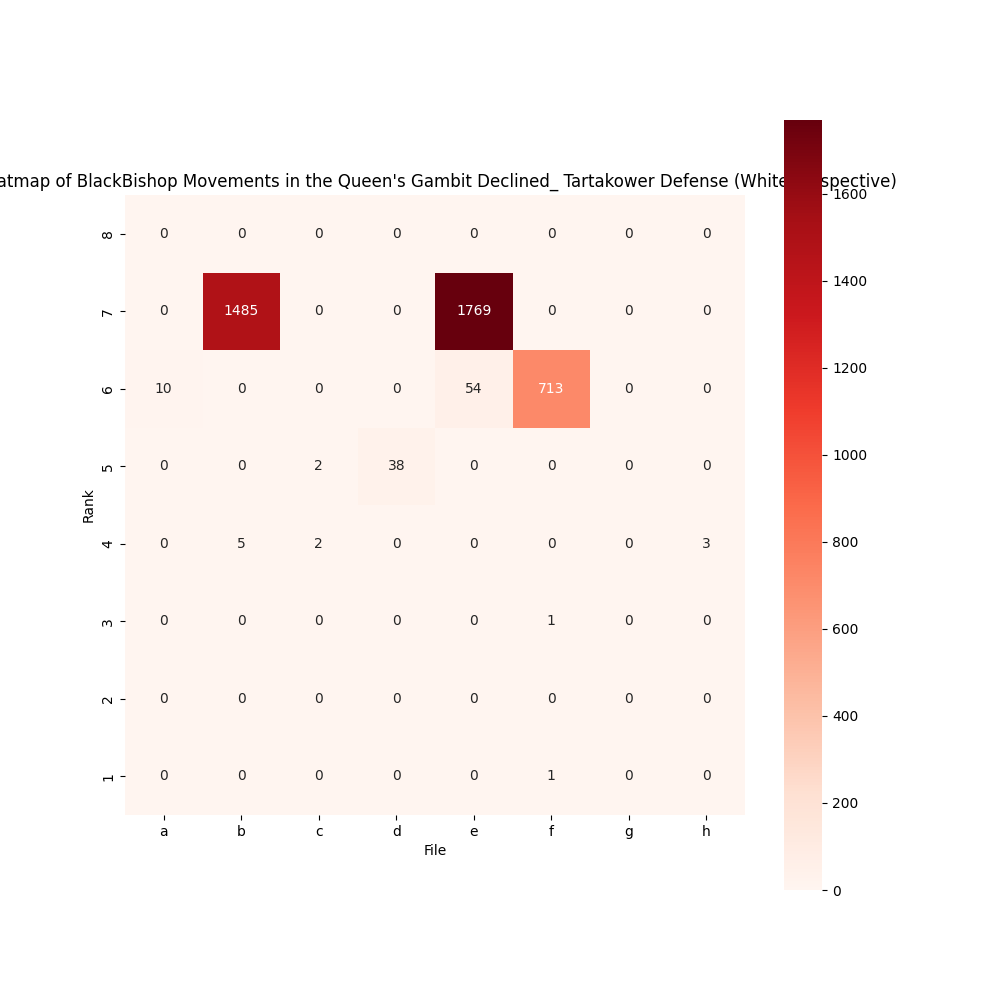 atmap of BlackBishop Movements in the Queen's Gambit Declined_ Tartakower Defense (White spective)
8 0 0 0 0 0 0 0 0
7 0 1485 0 0 1769 0 0 0
6 10 0 0 0 54 713 0 0
5 0 0 2 38 0 0 0 0
4 0 5 2 0 0 0 0 3
3 0 0 0 0 0 1 0 0
2 0 0 0 0 0 0 0 0
1 0 0 0 0 0 1 0 0
a b c d e f g h
File
Rank
1600
1400
1200
1000
800
600
400
200
0